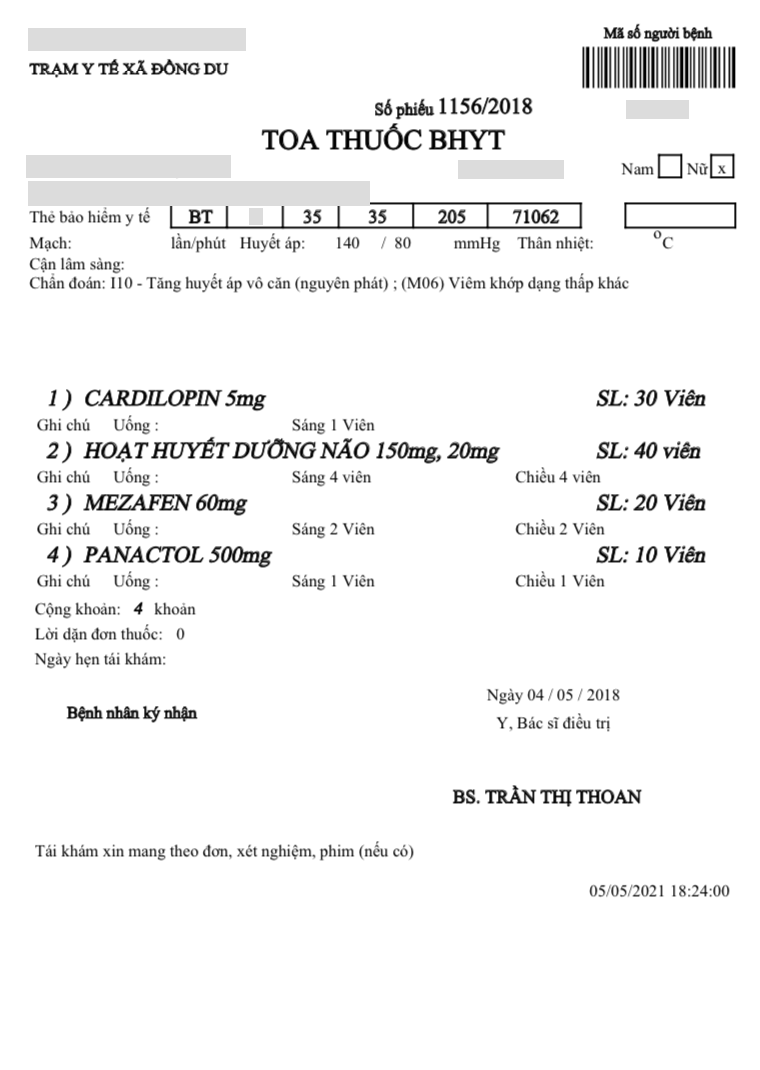 Mã số người bệnh
TRẠM Y TẾ XÃ ĐỒNG DU
Số phiếu 1156/2018
TOA THUỐC BHYT
Nam Nữ x
Thẻ bảo hiểm y tế BT 35 35 205 71062
Mạch: lần/phút Huyết áp: 140 / 80 mmHg Thân nhiệt: °C
Cận lâm sàng:
Chẩn đoán: I10 - Tăng huyết áp vô căn (nguyên phát) ; (M06) Viêm khớp dạng thấp khác
1 ) CARDILOPIN 5mg SL: 30 Viên
Ghi chú Uống : Sáng 1 Viên
2 ) HOẠT HUYẾT DƯỠNG NÃO 150mg, 20mg SL: 40 viên
Ghi chú Uống : Sáng 4 viên Chiều 4 viên
3 ) MEZAFEN 60mg SL: 20 Viên
Ghi chú Uống : Sáng 2 Viên Chiều 2 Viên
4 ) PANACTOL 500mg SL: 10 Viên
Ghi chú Uống : Sáng 1 Viên Chiều 1 Viên
Cộng khoản: 4 khoản
Lời dặn đơn thuốc: 0
Ngày hẹn tái khám:
Ngày 04 / 05 / 2018
Bệnh nhân ký nhận
Y, Bác sĩ điều trị
BS. TRẦN THỊ THOAN
Tái khám xin mang theo đơn, xét nghiệm, phim (nếu có)
05/05/2021 18:24:00